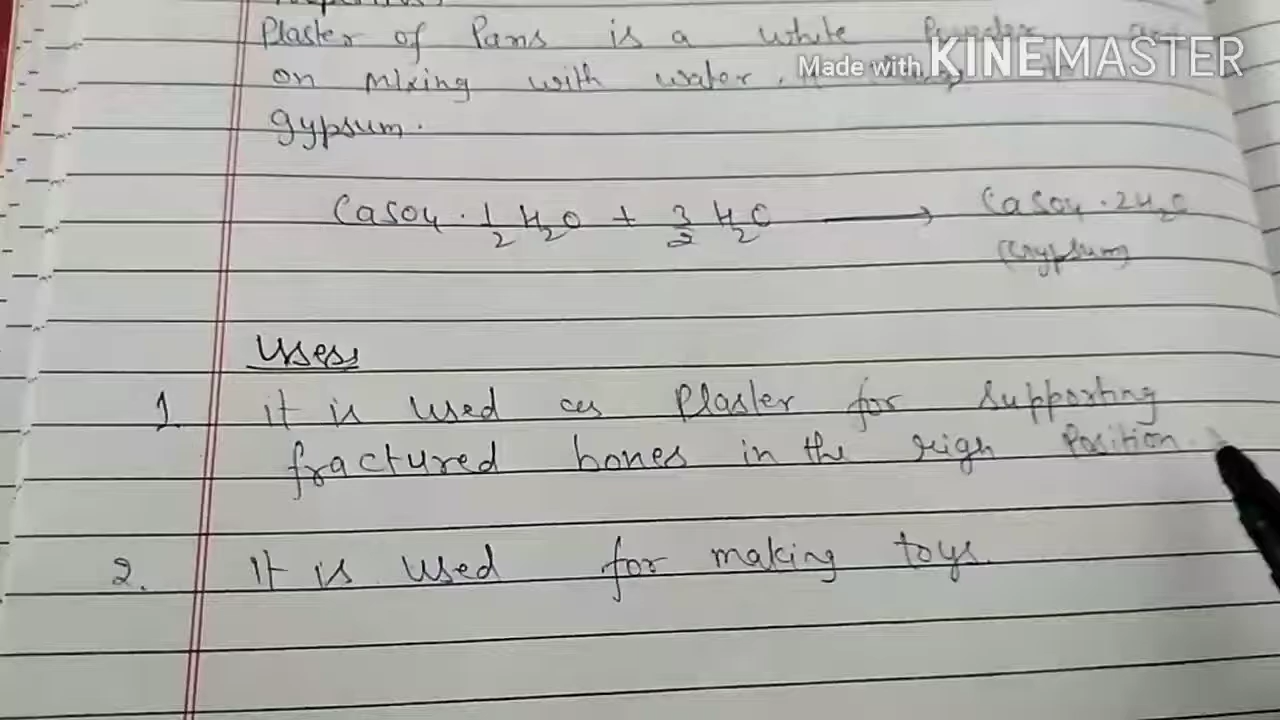 Plaster of Paris is a white Powder
on mixing with water,
gypsum.
CaSO4 · 1/2 H2O + 3/2 H2O ⟶ CaSO4 · 2H2O
(Gypsum)
Uses
1. it is used as Plaster for supporting
fractured bones in the righ Position.
2. It is used for making toys.
Made with KINEMASTER